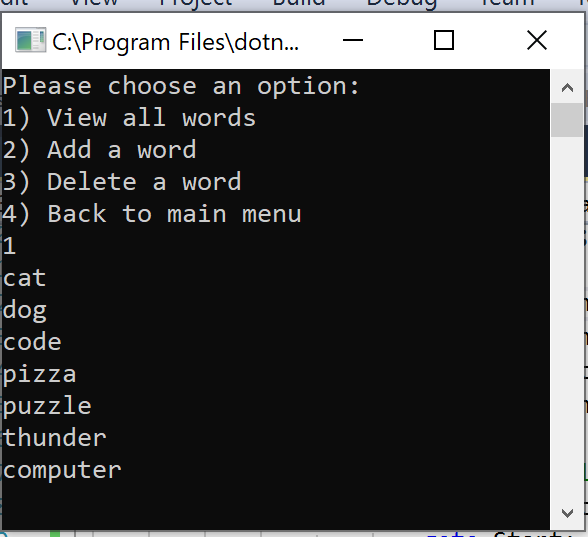 View Project Build Debug Team
C:\Program Files\dotn...
Please choose an option:
1) View all words
2) Add a word
3) Delete a word
4) Back to main menu
1
cat
dog
code
pizza
puzzle
thunder
computer